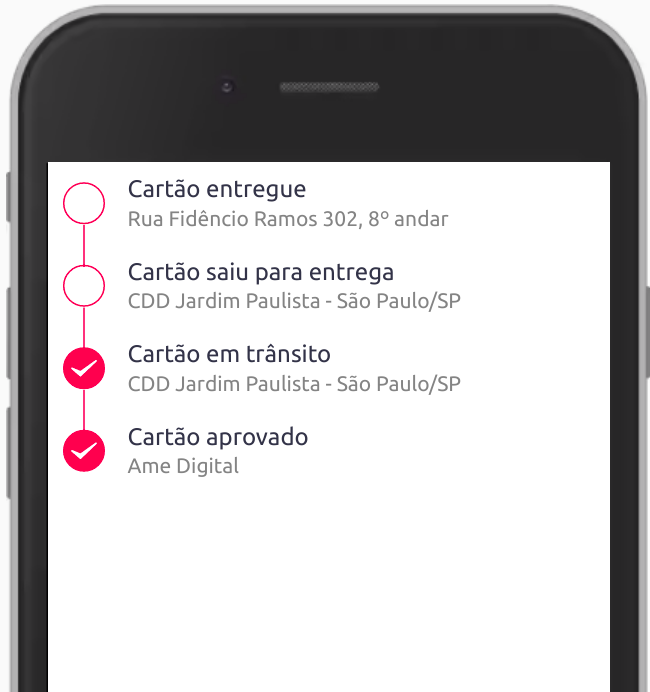 Cartão entregue
Rua Fidêncio Ramos 302, 8º andar
Cartão saiu para entrega
CDD Jardim Paulista - São Paulo/SP
Cartão em trânsito
CDD Jardim Paulista - São Paulo/SP
Cartão aprovado
Ame Digital